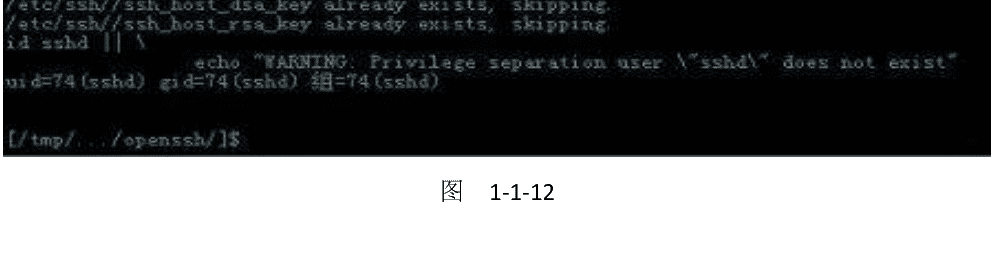 /etc/ssh//ssh_host_dsa_key already exists, skipping.
/etc/ssh//ssh_host_rsa_key already exists, skipping.
id sshd || \
echo "WARNING: Privilege separation user \"sshd\" does not exist"
uid=74(sshd) gid=74(sshd) 组=74(sshd)
[/tmp/.../openssh/]$
图 1-1-12